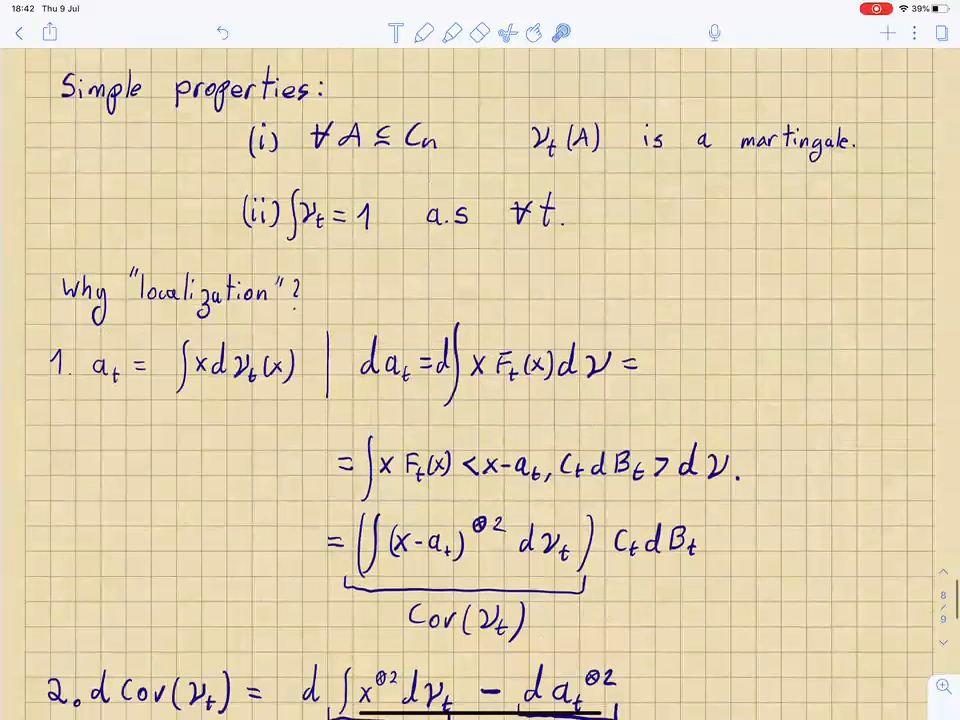 18:42 Thu 9 Jul
39%
Simple properties:
(i) ∀ A ⊆ Cn νt(A) is a martingale.
(ii) ∫νt = 1 a.s ∀t.
Why "localization"?
1. at = ∫x dνt(x) | dat = d∫ x Ft(x)dν =
= ∫x Ft(x) <x-at, Ct dBt> dν.
= (∫(x-at)⊗2 dνt) Ct dBt
Cor(νt)
2. d Cor(νt) = d ∫x⊗2 dνt - d at⊗2
8
9